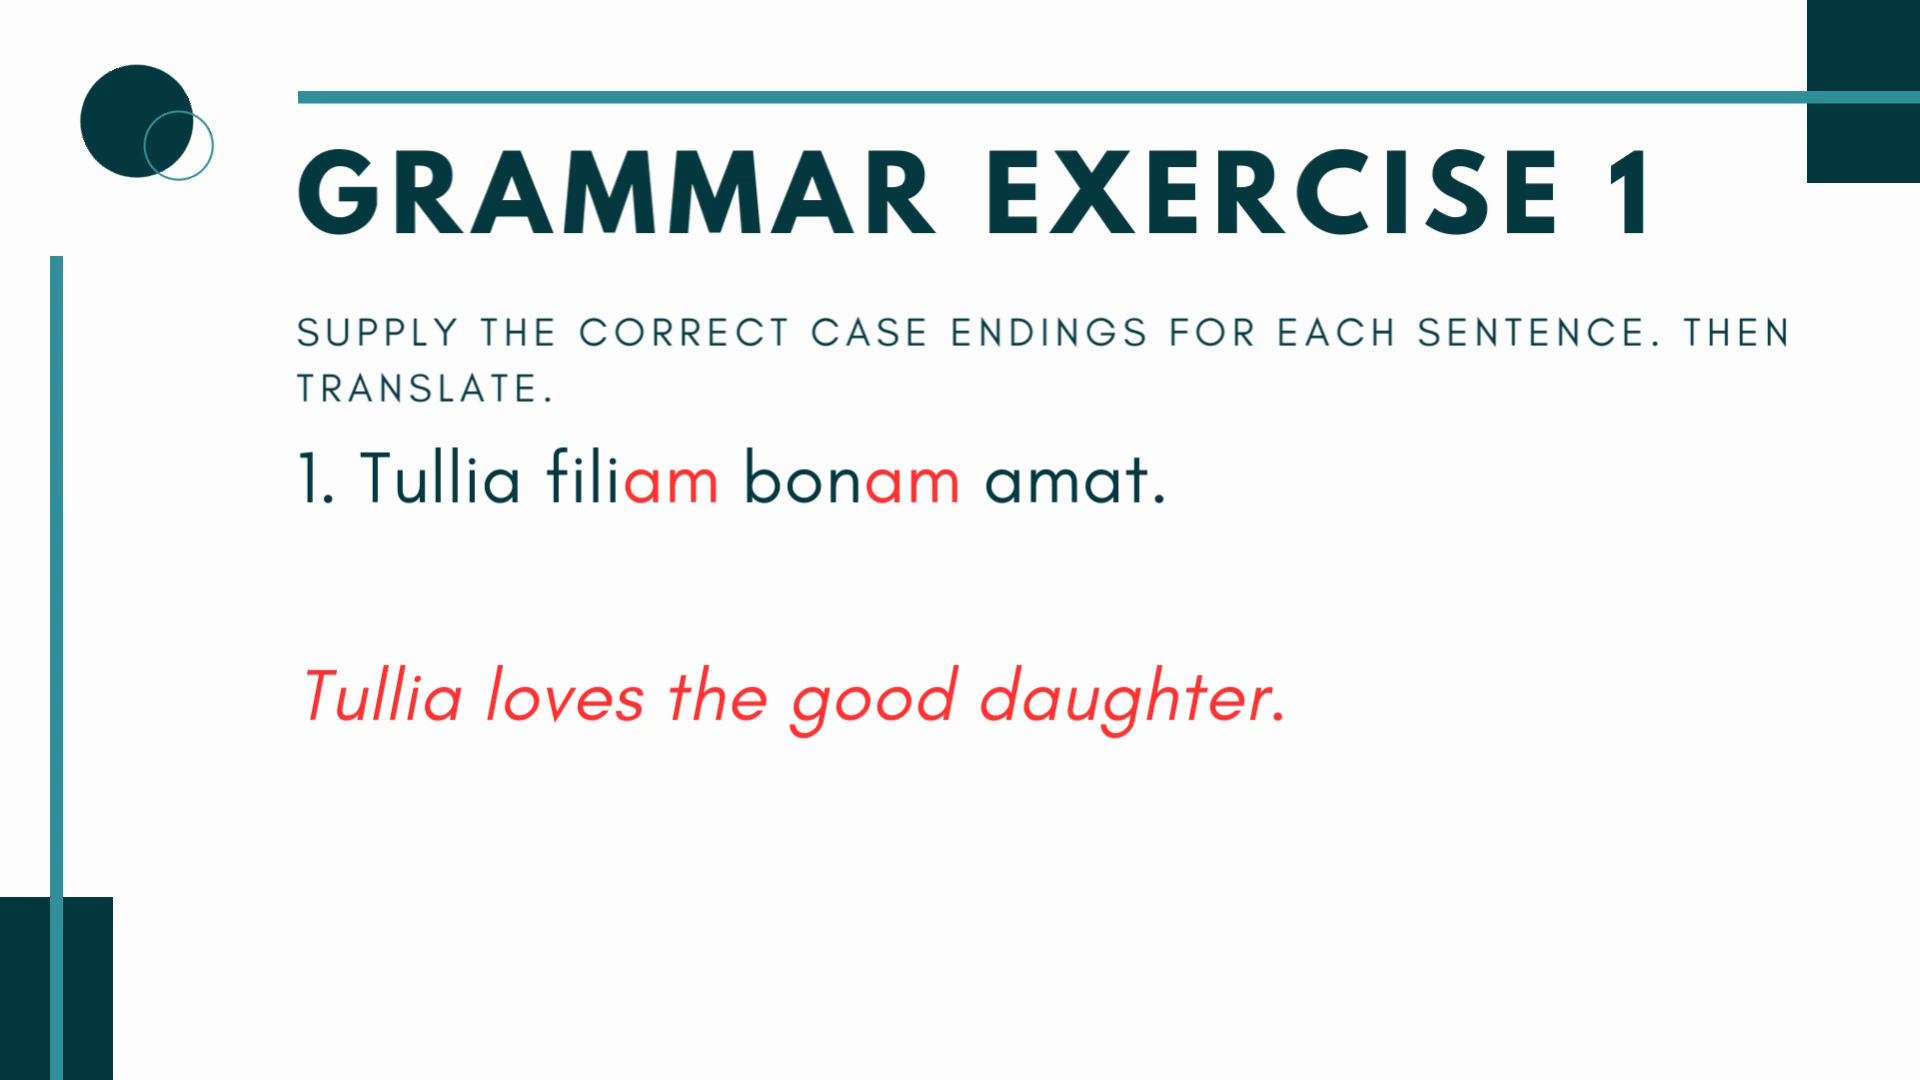 GRAMMAR EXERCISE 1
SUPPLY THE CORRECT CASE ENDINGS FOR EACH SENTENCE. THEN
TRANSLATE.
1. Tullia filiam bonam amat.
Tullia loves the good daughter.